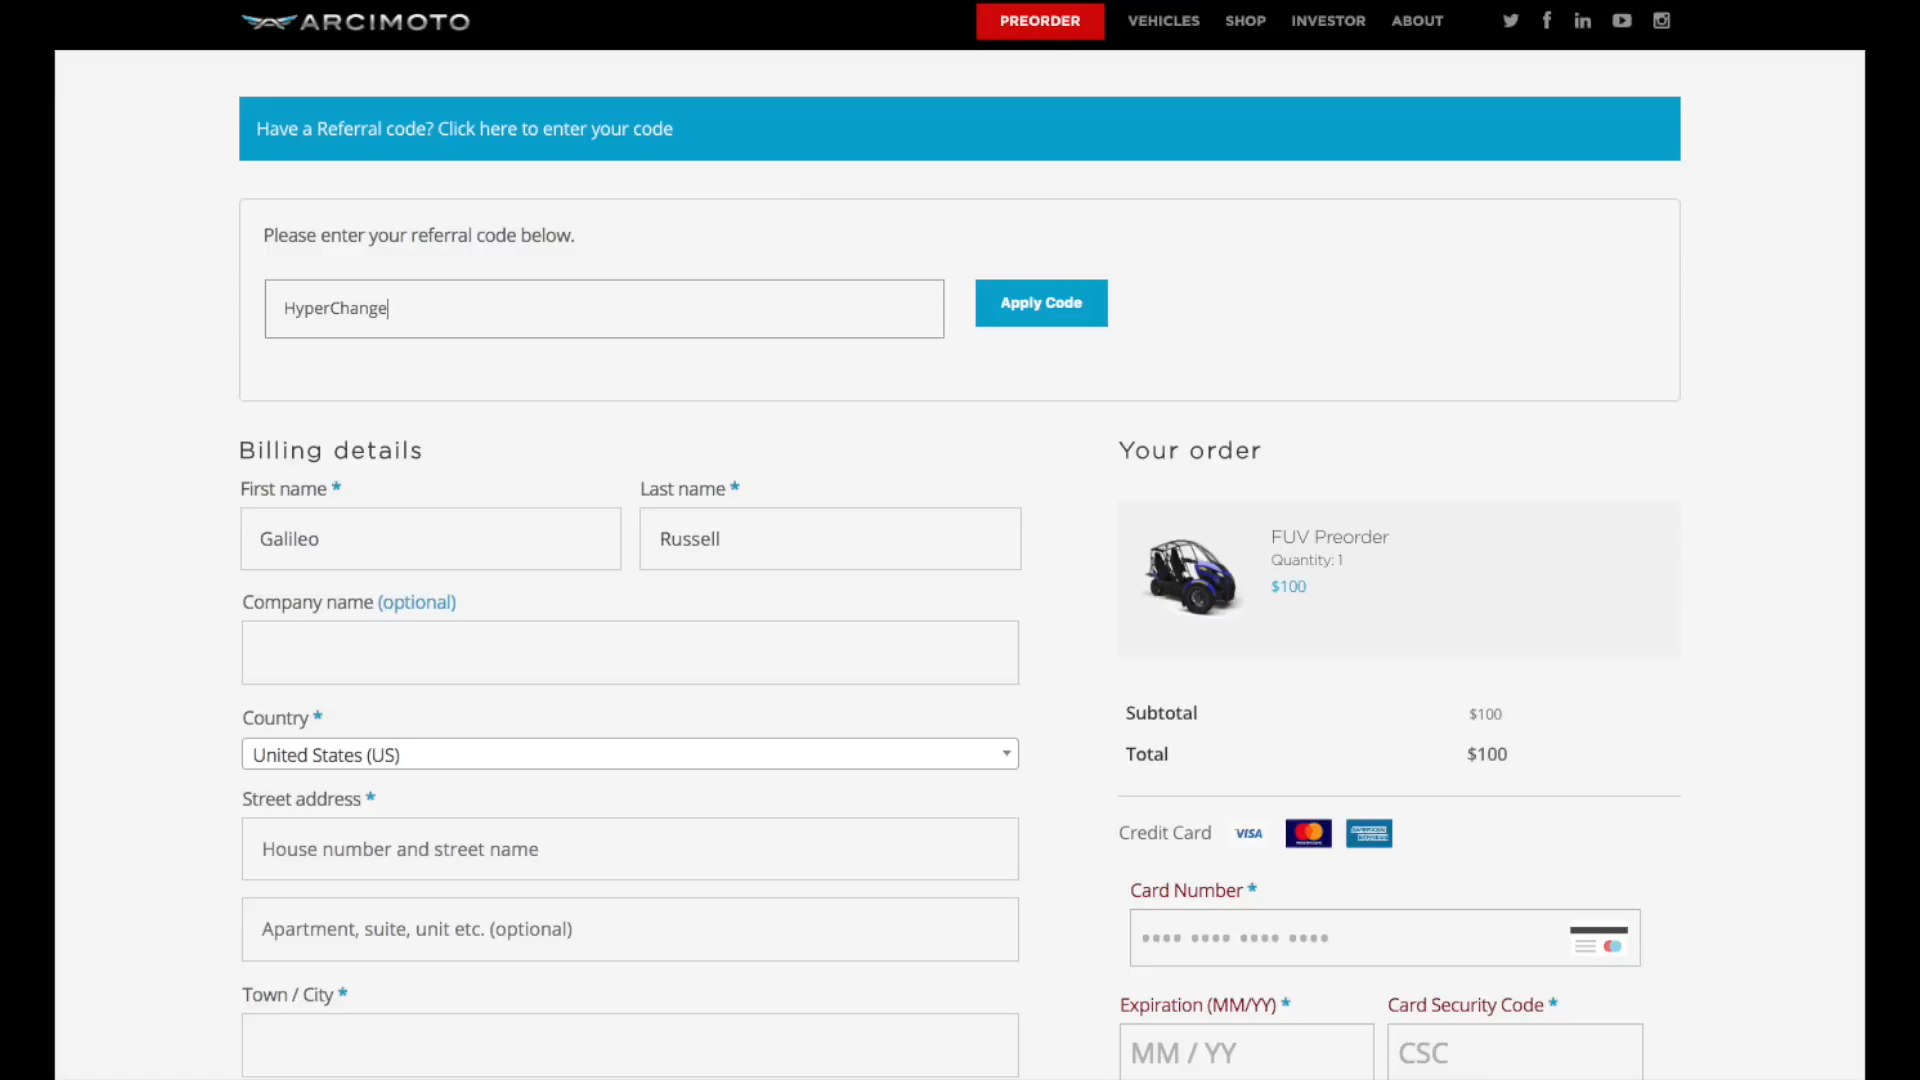 ARCIMOTO
PREORDER
VEHICLES
SHOP
INVESTOR
ABOUT
Have a Referral code? Click here to enter your code
Please enter your referral code below.
HyperChange
Apply Code
Billing details
First name *
Last name *
Galileo
Russell
Company name (optional)
Country *
United States (US)
Street address *
House number and street name
Apartment, suite, unit etc. (optional)
Town / City *
Your order
FUV Preorder
Quantity: 1
$100
Subtotal $100
Total $100
Credit Card VISA
Card Number *
Expiration (MM/YY) *
Card Security Code *
MM / YY
CSC